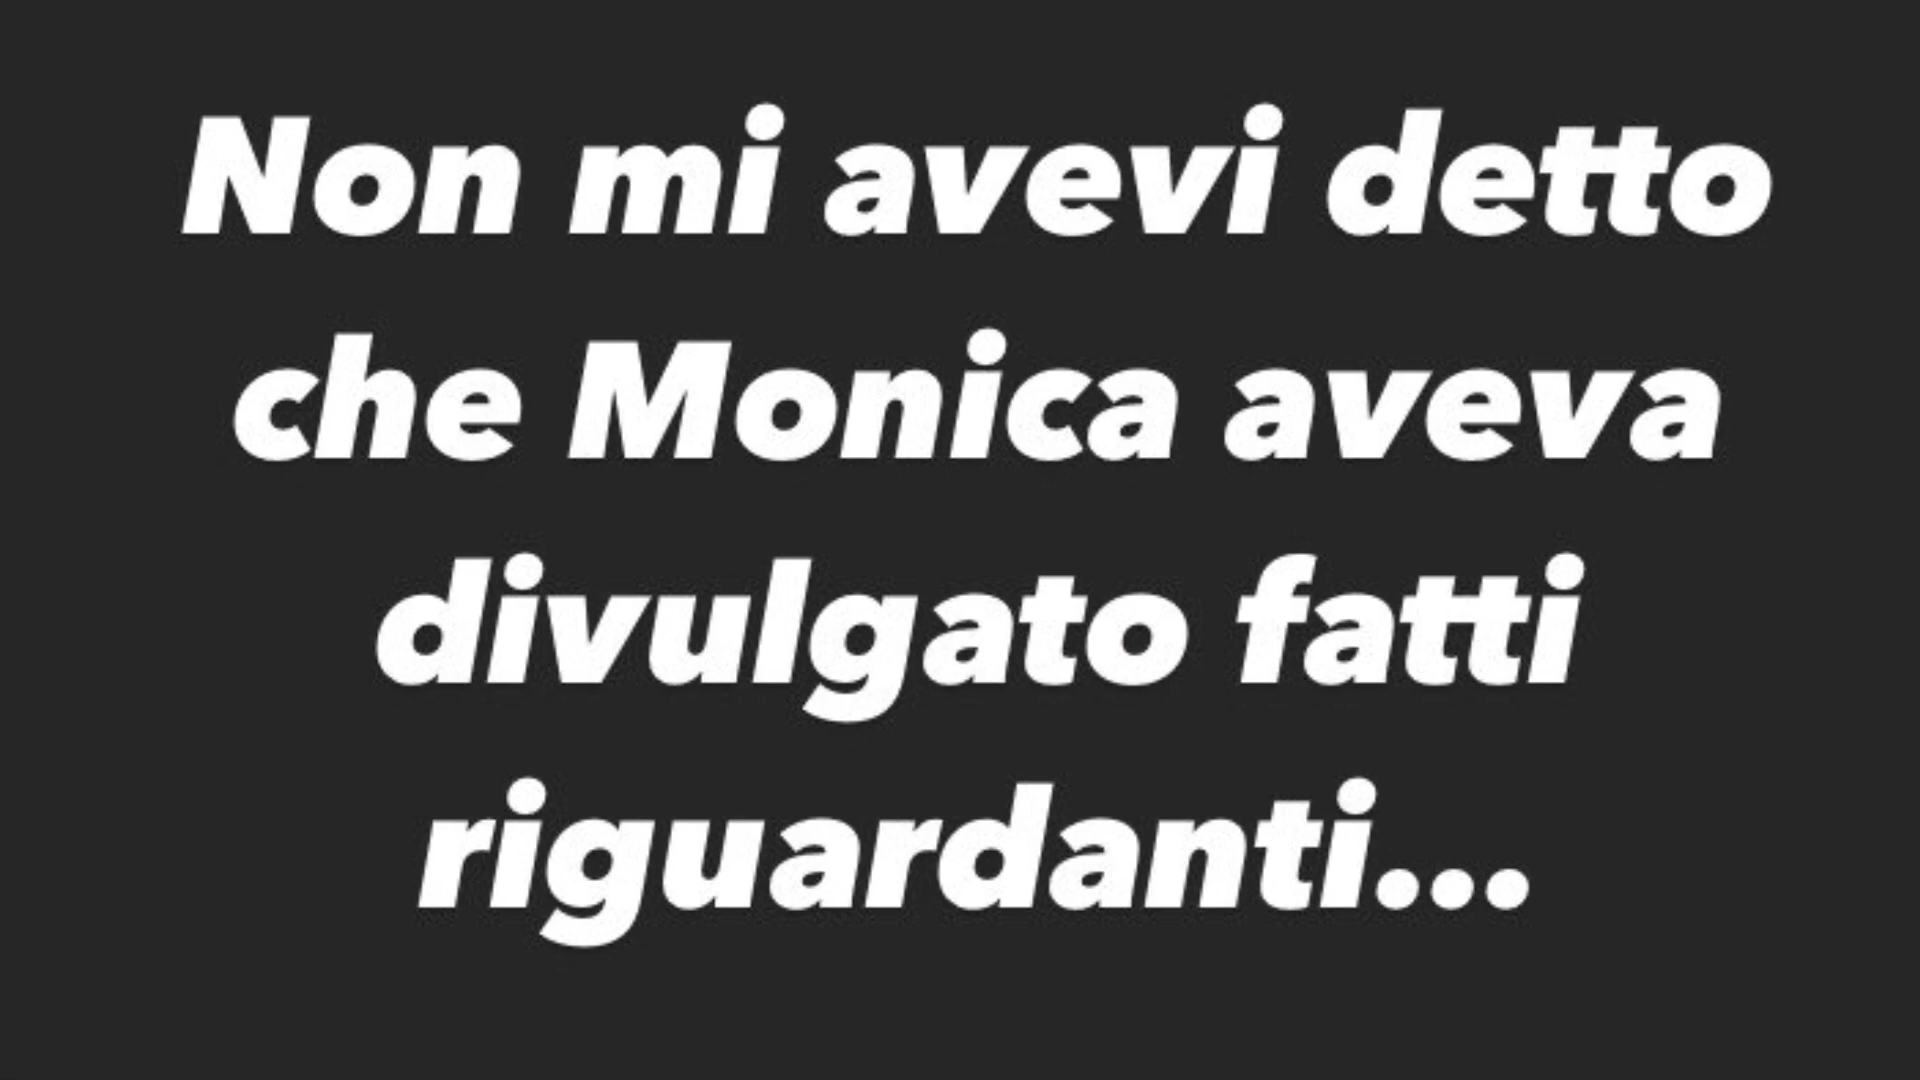 Non mi avevi detto
che Monica aveva
divulgato fatti
riguardanti...